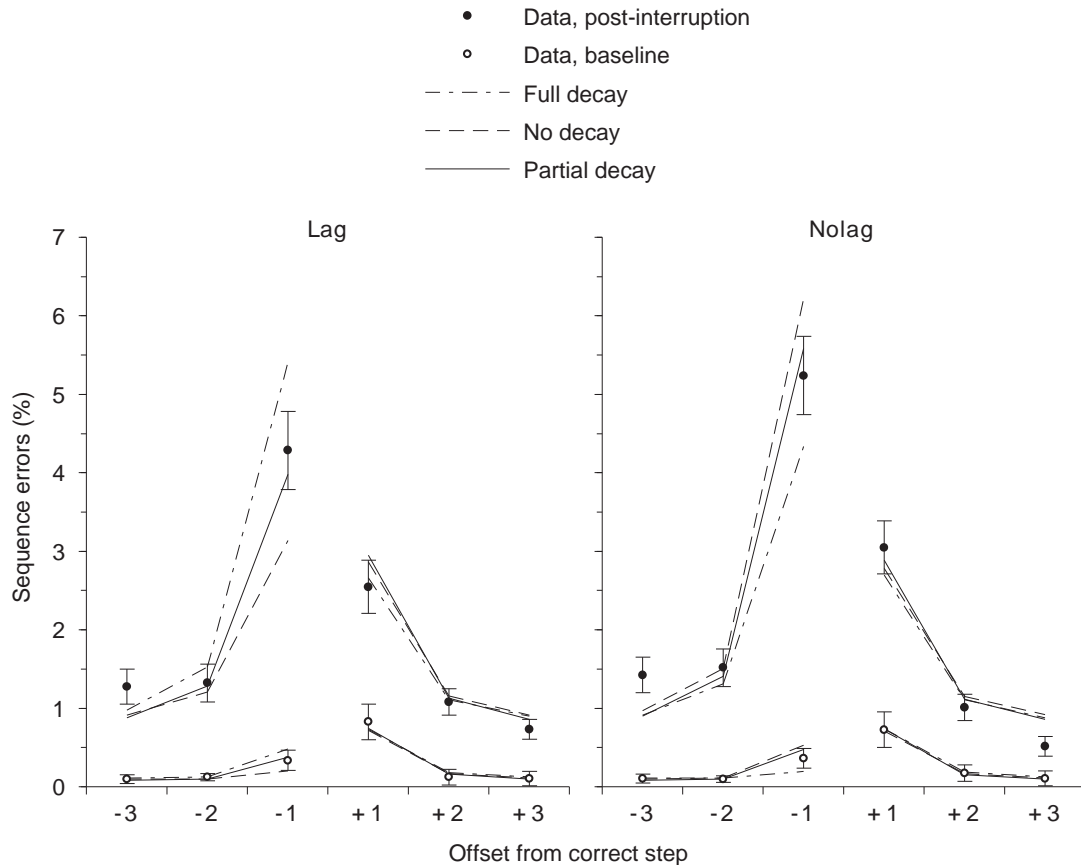 Data, post-interruption
Data, baseline
Full decay
No decay
Partial decay
Lag
Nolag
7
6
5
4
3
2
1
0
Sequence errors (%)
-3 -2 -1 +1 +2 +3
-3 -2 -1 +1 +2 +3
Offset from correct step